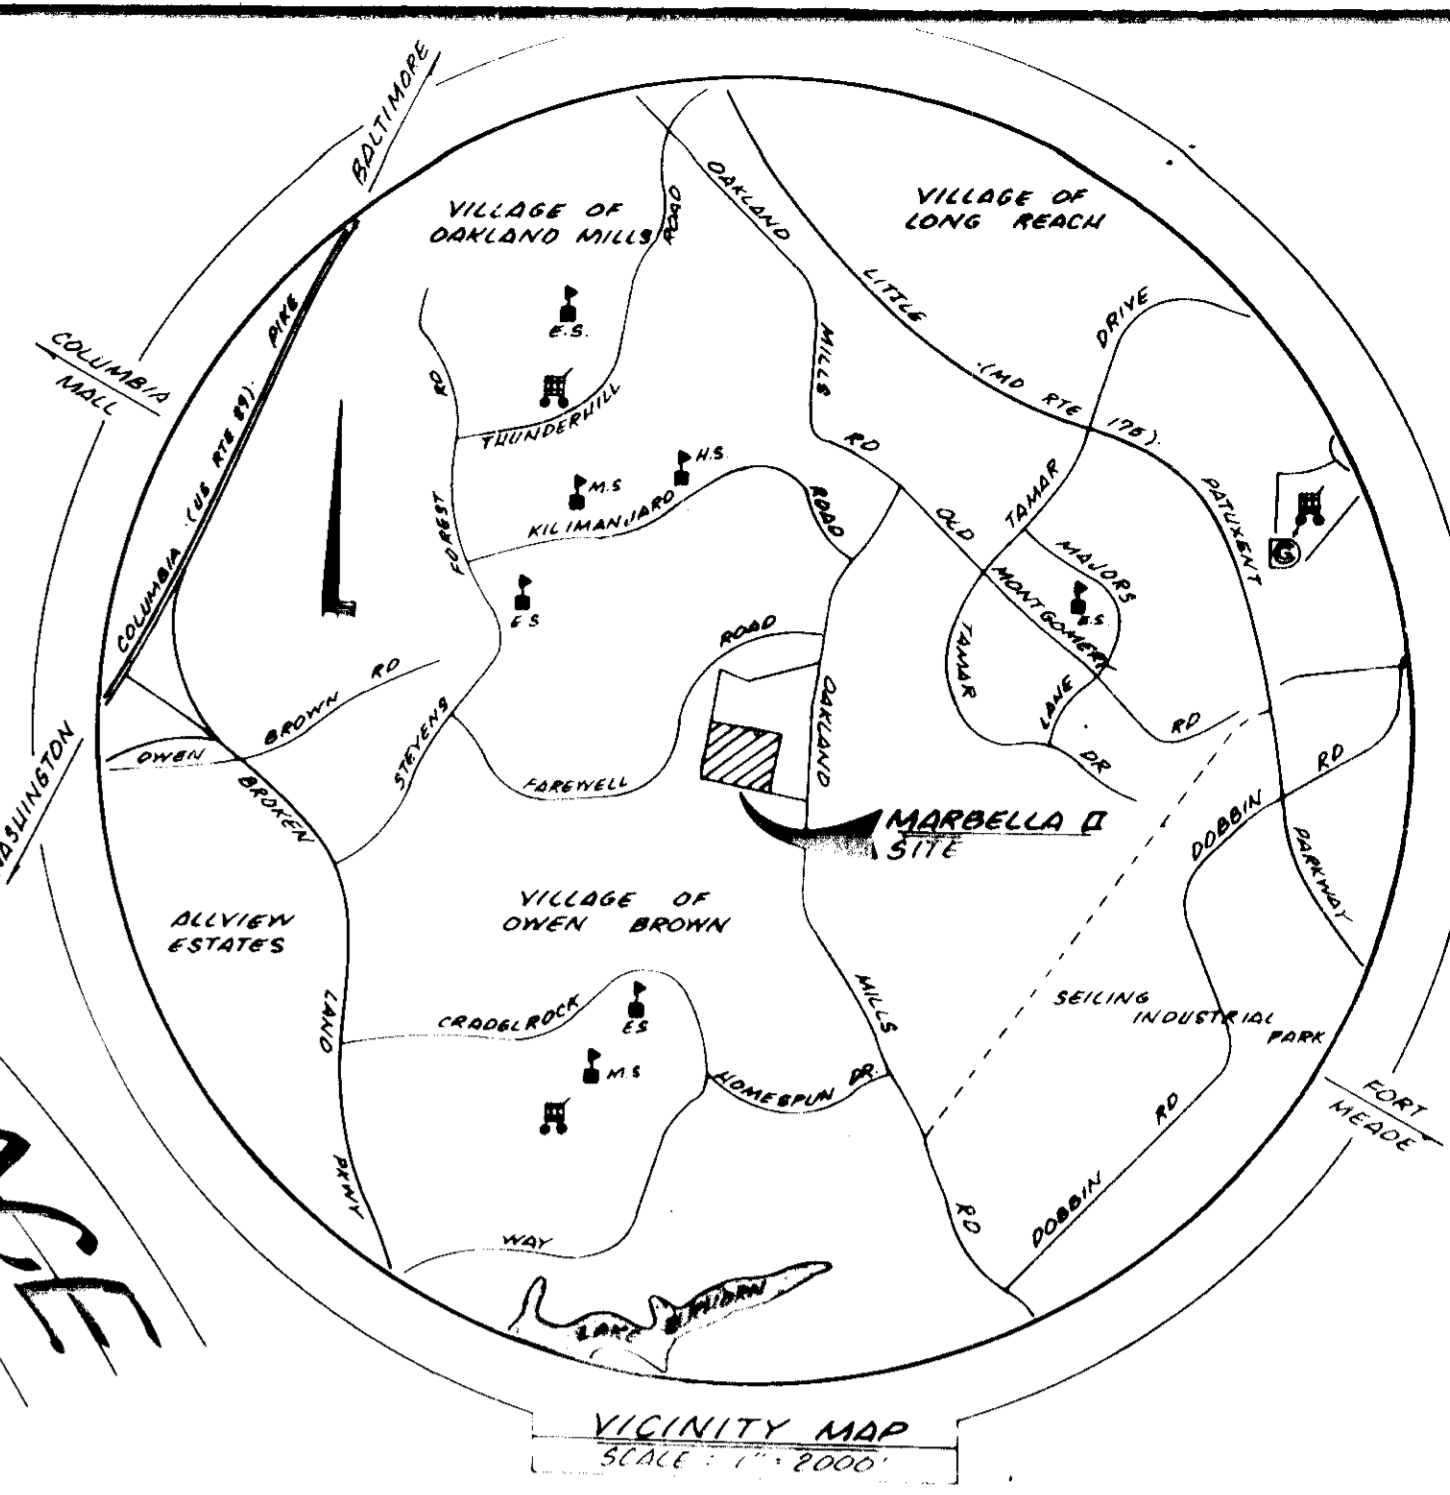 BALTIMORE
COLUMBIA
MALL
WASHINGTON
FORT
MEADE
VILLAGE OF
OAKLAND MILLS
VILLAGE OF
LONG REACH
COLUMBIA (US RTE 89) PIKE
E.S.
THUNDERHILL ROAD
OAKLAND MILLS RD
LITTLE PATUXENT PARKWAY
(MD RTE 175)
TAMAR DRIVE
M.S
H.S.
KILIMANJARO ROAD
STEVENS FOREST RD
E S
OLD MONTGOMERY RD
MAJORS LANE
E.S.
TAMAR DR
G
OWEN BROWN RD
BROKEN LAND PKWY
FAREWELL ROAD
OAKLAND MILLS RD
MARBELLA II
SITE
DOBBIN RD
ALLVIEW
ESTATES
VILLAGE OF
OWEN BROWN
CRADELROCK WAY
ES
M.S
HOMESPUN DR.
SEILING
INDUSTRIAL
PARK
DOBBIN RD
LAKE
VICINITY MAP
SCALE : 1" = 2000'